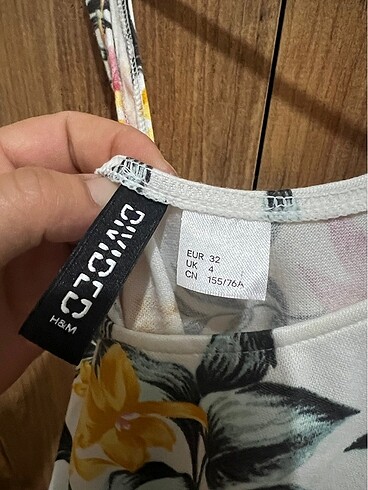 DIVIDED
H&M
EUR 32
UK 4
CN 155/76A